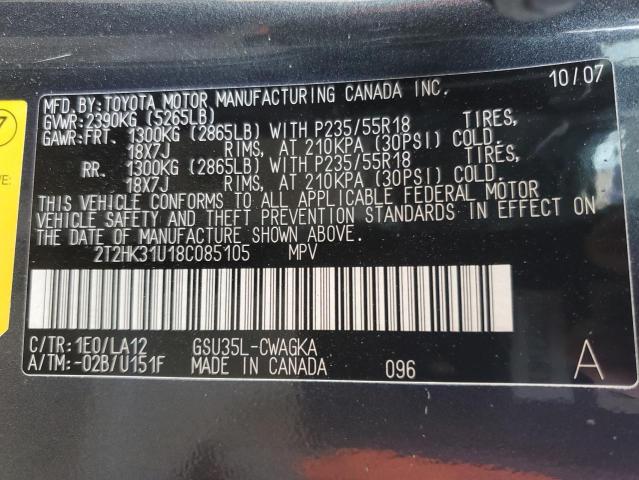 10/07
MFD.BY: TOYOTA MOTOR MANUFACTURING CANADA INC.
GVWR: 2390KG (5265LB)
GAWR: FRT. 1300KG (2865LB) WITH P235/55R18 TIRES,
18X7J RIMS, AT 210KPA (30PSI) COLD.
RR. 1300KG (2865LB) WITH P235/55R18 TIRES,
18X7J RIMS, AT 210KPA (30PSI) COLD.
THIS VEHICLE CONFORMS TO ALL APPLICABLE FEDERAL MOTOR
VEHICLE SAFETY AND THEFT PREVENTION STANDARDS IN EFFECT ON
THE DATE OF MANUFACTURE SHOWN ABOVE.
2T2HK31U18C085105 MPV
C/TR: 1E0/LA12 GSU35L-CWAGKA
A/TM: -02B/U151F MADE IN CANADA 096 A